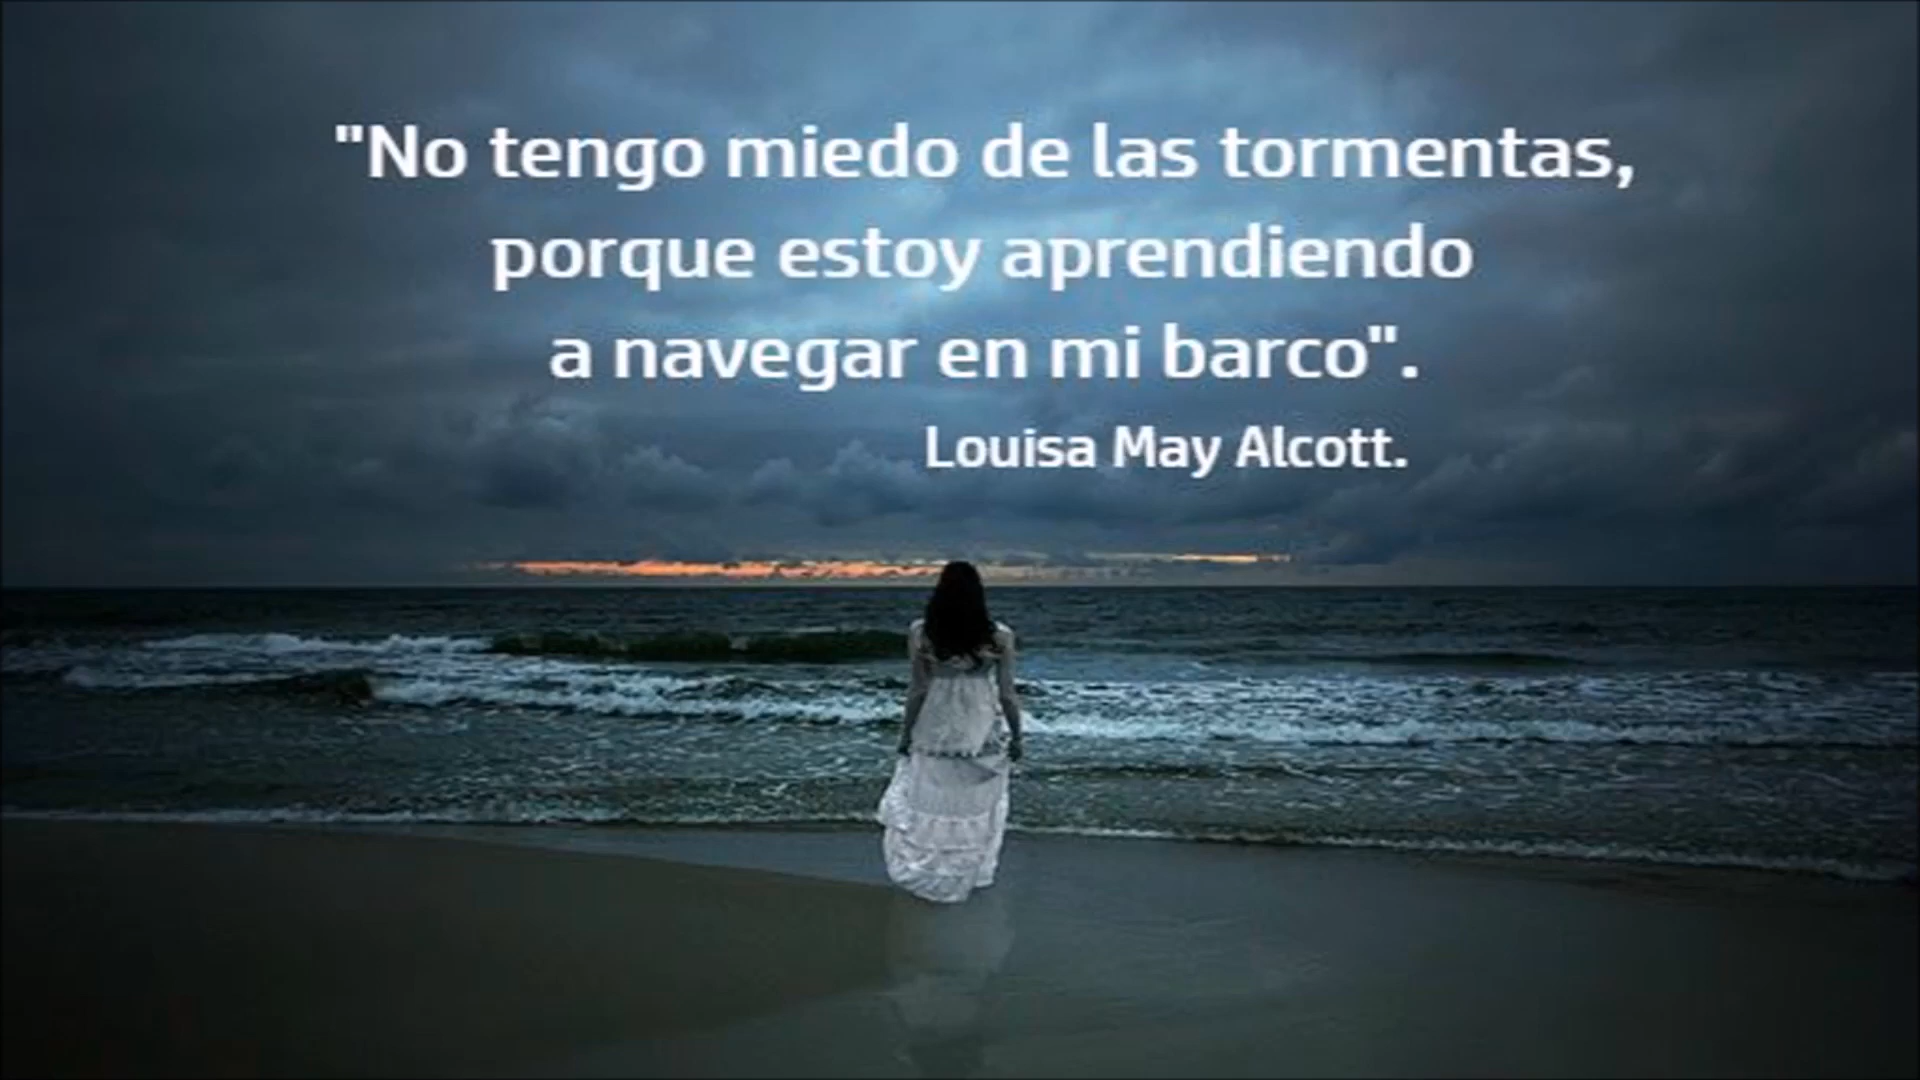 "No tengo miedo de las tormentas,
porque estoy aprendiendo
a navegar en mi barco".
Louisa May Alcott.